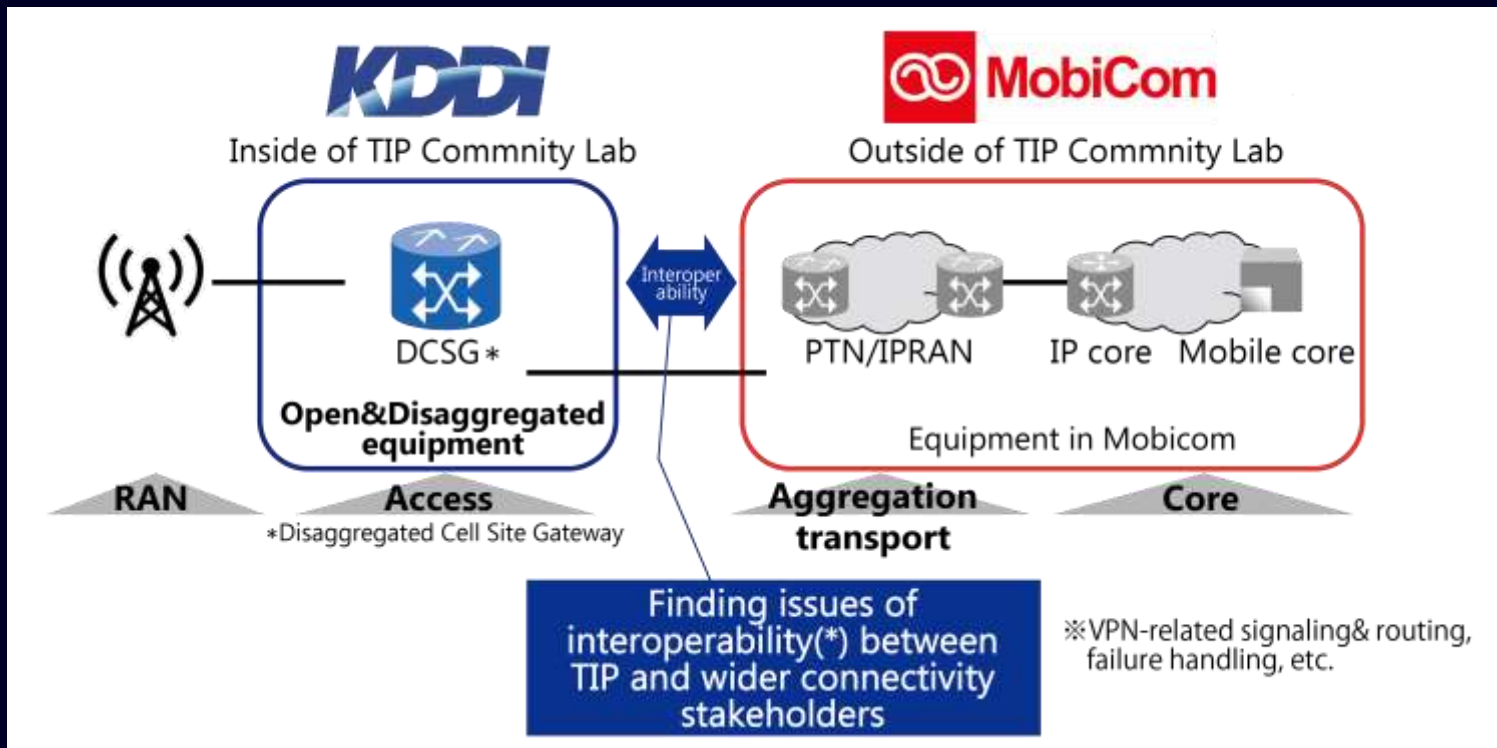 KDDI
MobiCom
Inside of TIP Commnity Lab
Outside of TIP Commnity Lab
Interoper
ability
DCSG*
PTN/IPRAN
IP core
Mobile core
Open&Disaggregated
equipment
Equipment in Mobicom
RAN
Access
Aggregation
transport
Core
*Disaggregated Cell Site Gateway
Finding issues of
interoperability(*) between
TIP and wider connectivity
stakeholders
※VPN-related signaling& routing,
failure handling, etc.